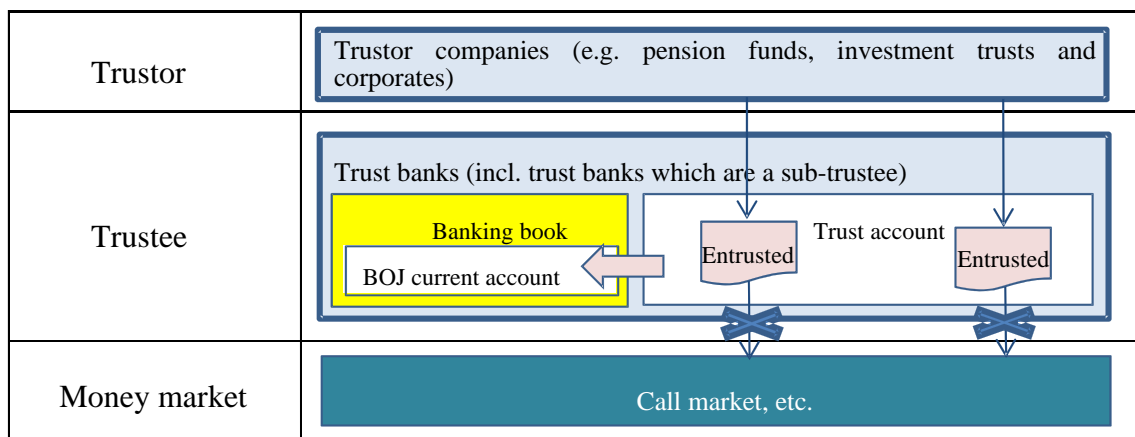 Trustor
Trustor companies (e.g. pension funds, investment trusts and
corporates)
Trustee
Trust banks (incl. trust banks which are a sub-trustee)
Banking book
BOJ current account
Trust account
Entrusted
Entrusted
Money market
Call market, etc.